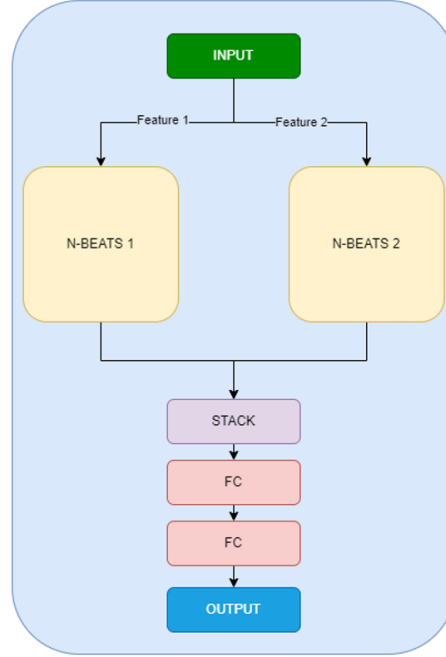 INPUT
Feature 1
Feature 2
N-BEATS 1
N-BEATS 2
STACK
FC
FC
OUTPUT